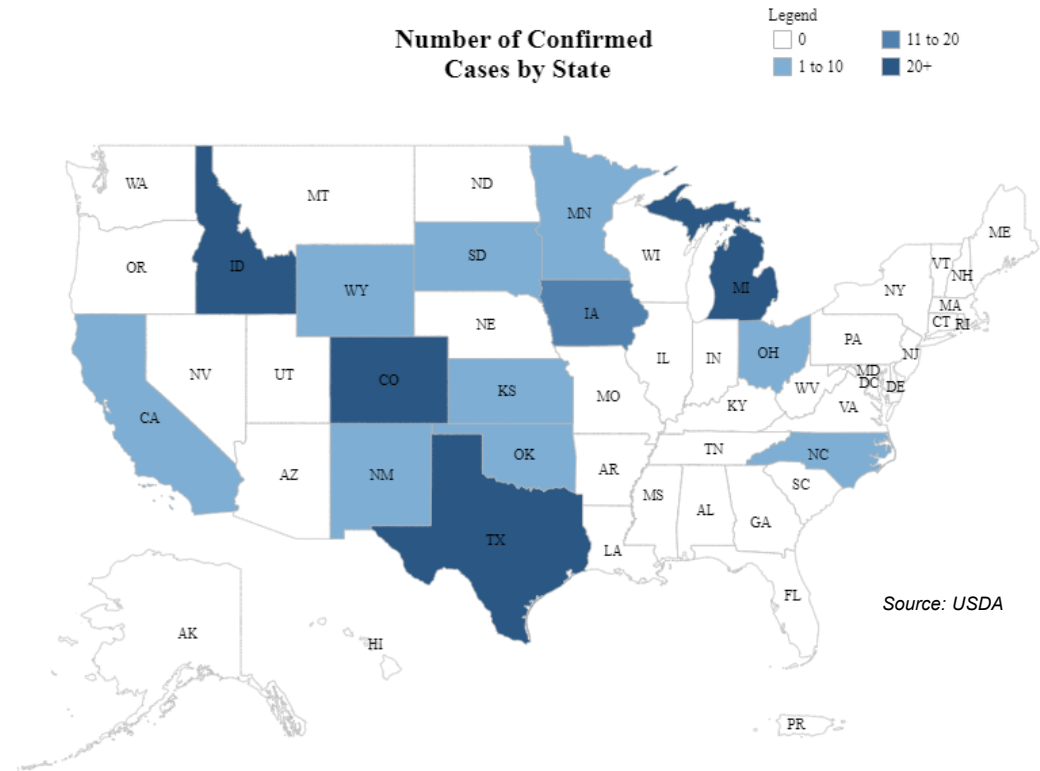 Legend
Number of Confirmed
Cases by State
0
11 to 20
1 to 10
20+
WA
MT
ND
MN
ME
OR
ID
SD
WI
VT
NH
WY
MI
NY
MA
IA
CT RI
NE
PA
NJ
NV
UT
CO
IL
IN
OH
MD
DC
DE
KS
MO
WV
VA
CA
KY
AZ
NM
OK
AR
TN
NC
MS
AL
GA
SC
TX
LA
FL
Source: USDA
AK
HI
PR